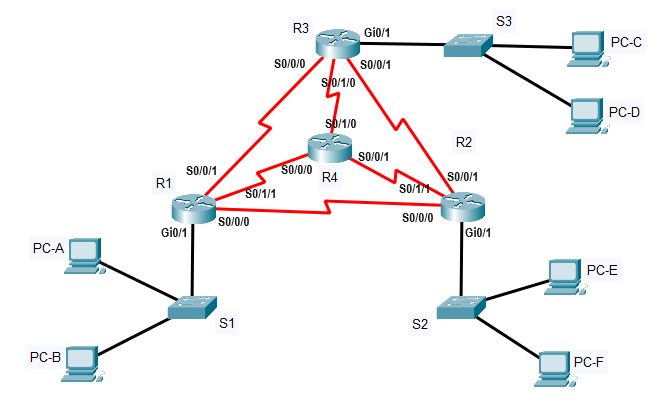 S3
R3
Gi0/1
PC-C
S0/0/0
S0/0/1
S/0/1/0
PC-D
S0/1/0
R2
S0/0/1
S0/0/0
R4
S0/0/1
S0/0/1
R1
S0/1/1
S0/1/1
S0/0/0
S0/0/0
Gi0/1
Gi0/1
PC-A
PC-E
S1
S2
PC-B
PC-F